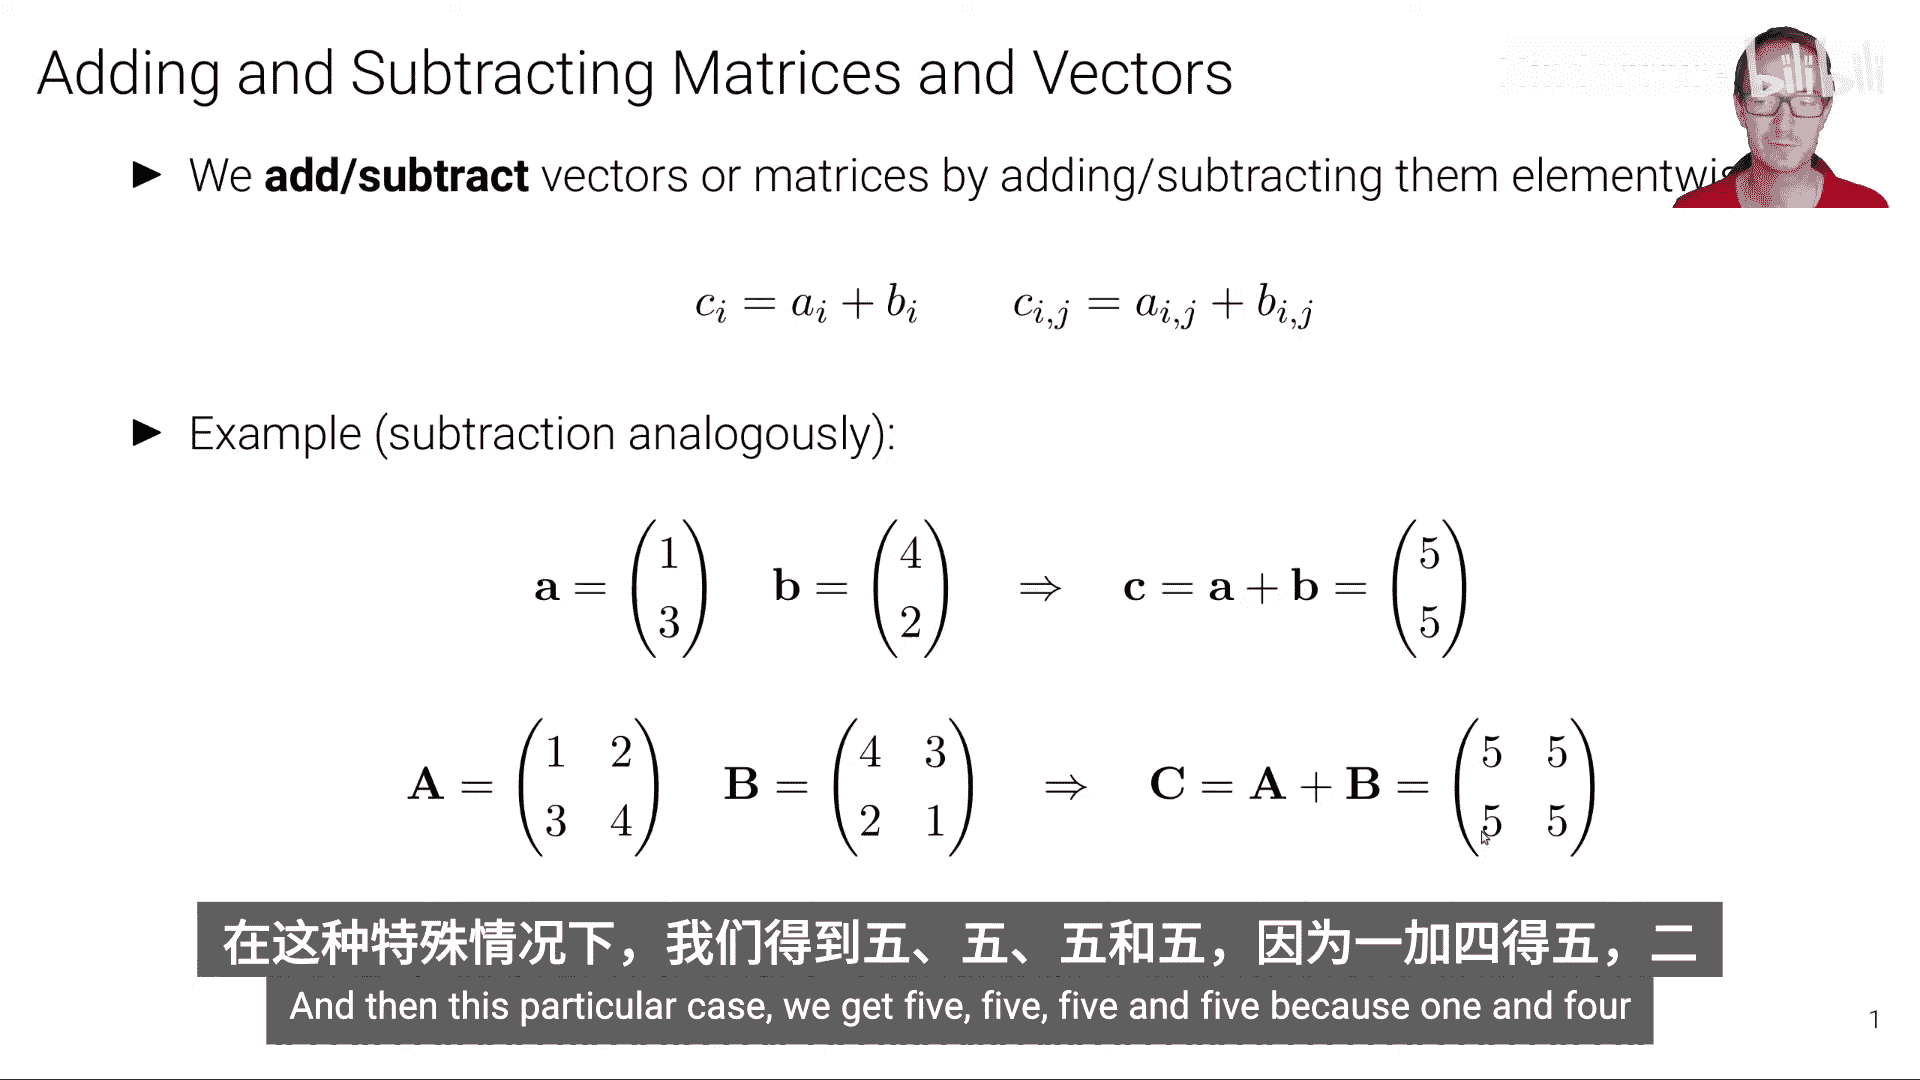 Adding and Subtracting Matrices and Vectors
bilibili
► We add/subtract vectors or matrices by adding/subtracting them elementwis
c_i = a_i + b_i   c_{i,j} = a_{i,j} + b_{i,j}
► Example (subtraction analogously):
a = (1 3)   b = (4 2)   ⇒   c = a + b = (5 5)
A = (1 2 3 4)   B = (4 3 2 1)   ⇒   C = A + B = (5 5 5 5)
在这种特殊情况下，我们得到五、五、五和五，因为一加四得五，二
And then this particular case, we get five, five, five and five because one and four
1